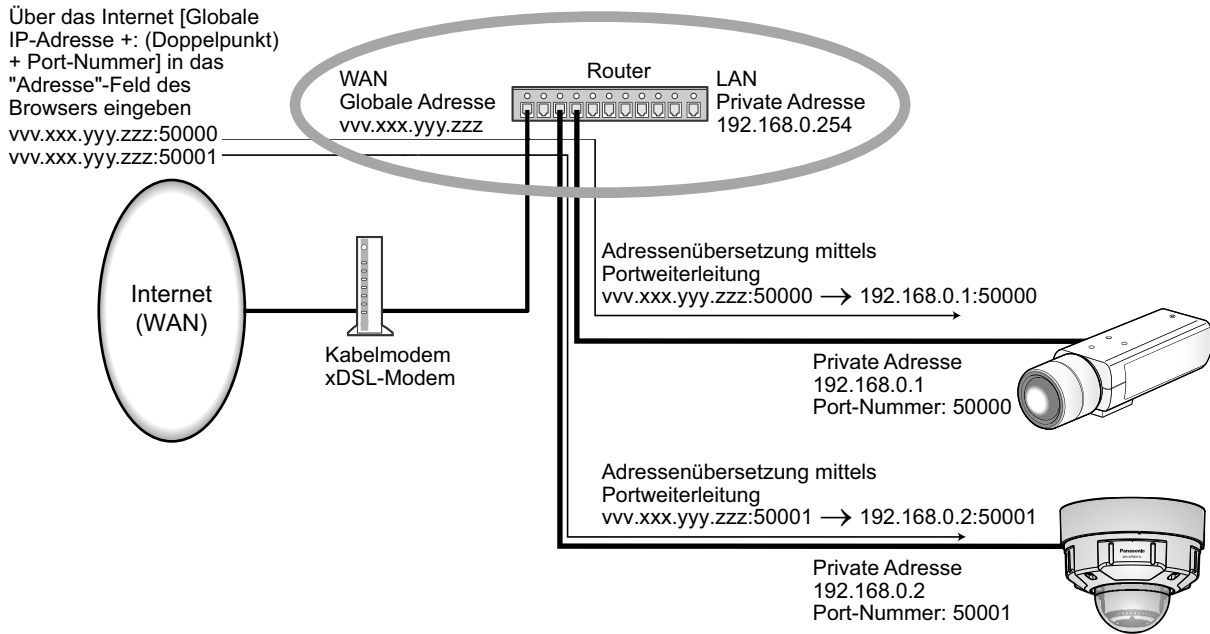 Über das Internet [Globale
IP-Adresse +: (Doppelpunkt)
+ Port-Nummer] in das
"Adresse"-Feld des
Browsers eingeben
vvv.xxx.yyy.zzz:50000
vvv.xxx.yyy.zzz:50001
WAN
Globale Adresse
vvv.xxx.yyy.zzz
Router
LAN
Private Adresse
192.168.0.254
Internet
(WAN)
Kabelmodem
xDSL-Modem
Adressenübersetzung mittels
Portweiterleitung
vvv.xxx.yyy.zzz:50000 → 192.168.0.1:50000
Private Adresse
192.168.0.1
Port-Nummer: 50000
Adressenübersetzung mittels
Portweiterleitung
vvv.xxx.yyy.zzz:50001 → 192.168.0.2:50001
Panasonic
Private Adresse
192.168.0.2
Port-Nummer: 50001